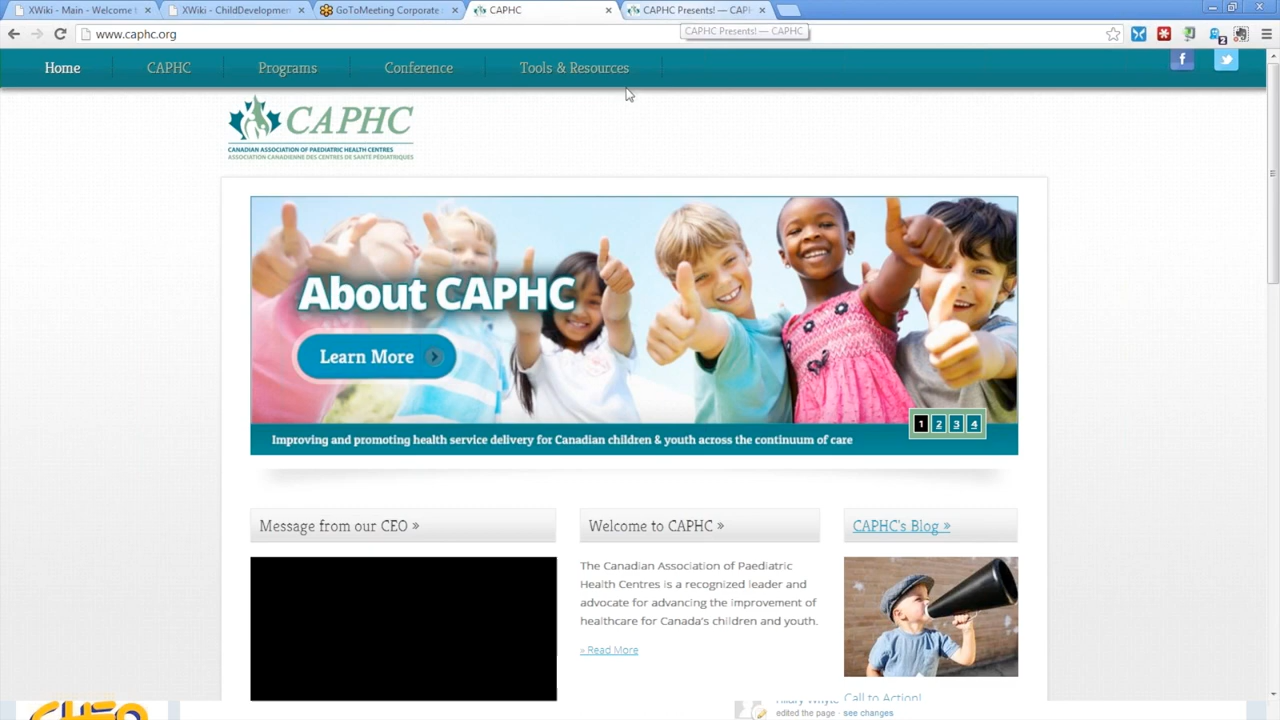 XWiki - Main - Welcome t
XWiki - ChildDevelopmen
GoToMeeting Corporate
CAPHC
CAPHC Presents! — CAPH
www.caphc.org
CAPHC Presents! — CAPHC
2
Home
CAPHC
Programs
Conference
Tools & Resources
f
CAPHC
CANADIAN ASSOCIATION OF PAEDIATRIC HEALTH CENTRES
ASSOCIATION CANADIENNE DES CENTRES DE SANTÉ PÉDIATRIQUES
About CAPHC
Learn More
1 2 3 4
Improving and promoting health service delivery for Canadian children & youth across the continuum of care
Message from our CEO »
Welcome to CAPHC »
The Canadian Association of Paediatric
Health Centres is a recognized leader and
advocate for advancing the improvement of
healthcare for Canada's children and youth.
» Read More
CAPHC's Blog »
Call to Action!
Hilary Whyte
edited the page - see changes